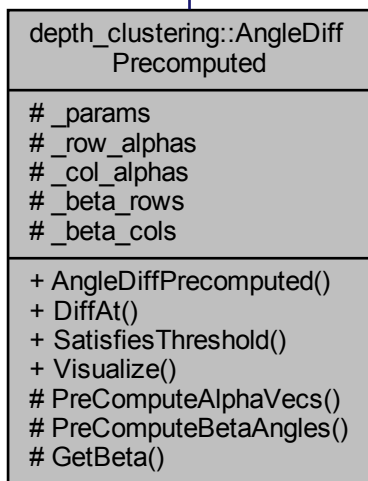 depth_clustering::AngleDiff
Precomputed
# _params
# _row_alphas
# _col_alphas
# _beta_rows
# _beta_cols
+ AngleDiffPrecomputed()
+ DiffAt()
+ SatisfiesThreshold()
+ Visualize()
# PreComputeAlphaVecs()
# PreComputeBetaAngles()
# GetBeta()